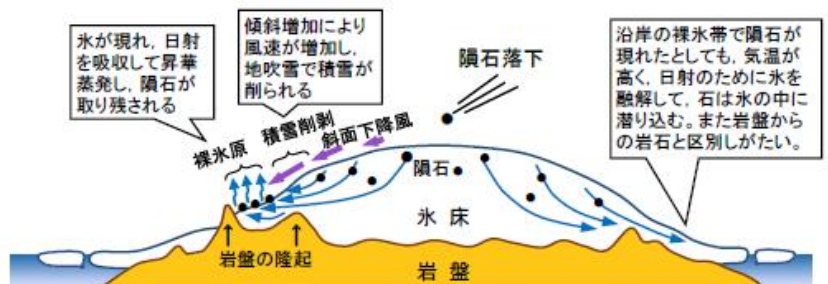 氷が現れ，日射
を吸収して昇華
蒸発し，隕石が
取り残される
傾斜増加により
風速が増加し，
地吹雪で積雪が
削られる
隕石落下
沿岸の裸氷帯で隕石が
現れたとしても，気温が
高く，日射のために氷を
融解して，石は氷の中に
潜り込む。また岩盤から
の岩石と区別しがたい。
裸氷原
積雪削剥
斜面下降風
隕石
氷床
岩盤の隆起
岩盤